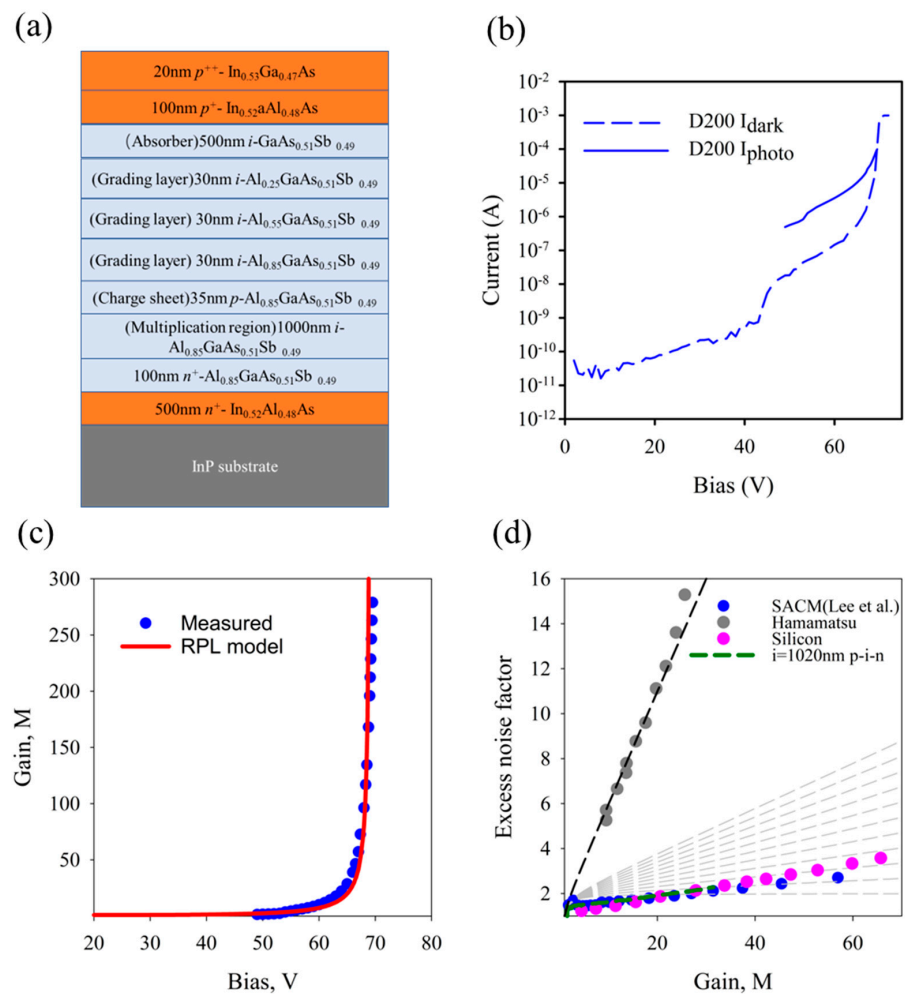 (a)
20nm p++- In0.53Ga0.47As
100nm p+- In0.52aAl0.48As
(Absorber)500nm i-GaAs0.51Sb 0.49
(Grading layer)30nm i-Al0.25GaAs0.51Sb 0.49
(Grading layer) 30nm i-Al0.55GaAs0.51Sb 0.49
(Grading layer) 30nm i-Al0.85GaAs0.51Sb 0.49
(Charge sheet)35nm p-Al0.85GaAs0.51Sb 0.49
(Multiplication region)1000nm i-
Al0.85GaAs0.51Sb 0.49
100nm n+-Al0.85GaAs0.51Sb 0.49
500nm n+- In0.52Al0.48As
InP substrate
(b)
10-2
10-3
10-4
10-5
10-6
10-7
10-8
10-9
10-10
10-11
10-12
Current (A)
D200 Idark
D200 Iphoto
0 20 40 60
Bias (V)
(c)
300
250
200
150
100
50
Gain, M
Measured
RPL model
20 30 40 50 60 70 80
Bias, V
(d)
16
14
12
10
8
6
4
2
Excess noise factor
SACM(Lee et al.)
Hamamatsu
Silicon
i=1020nm p-i-n
20 40 60
Gain, M